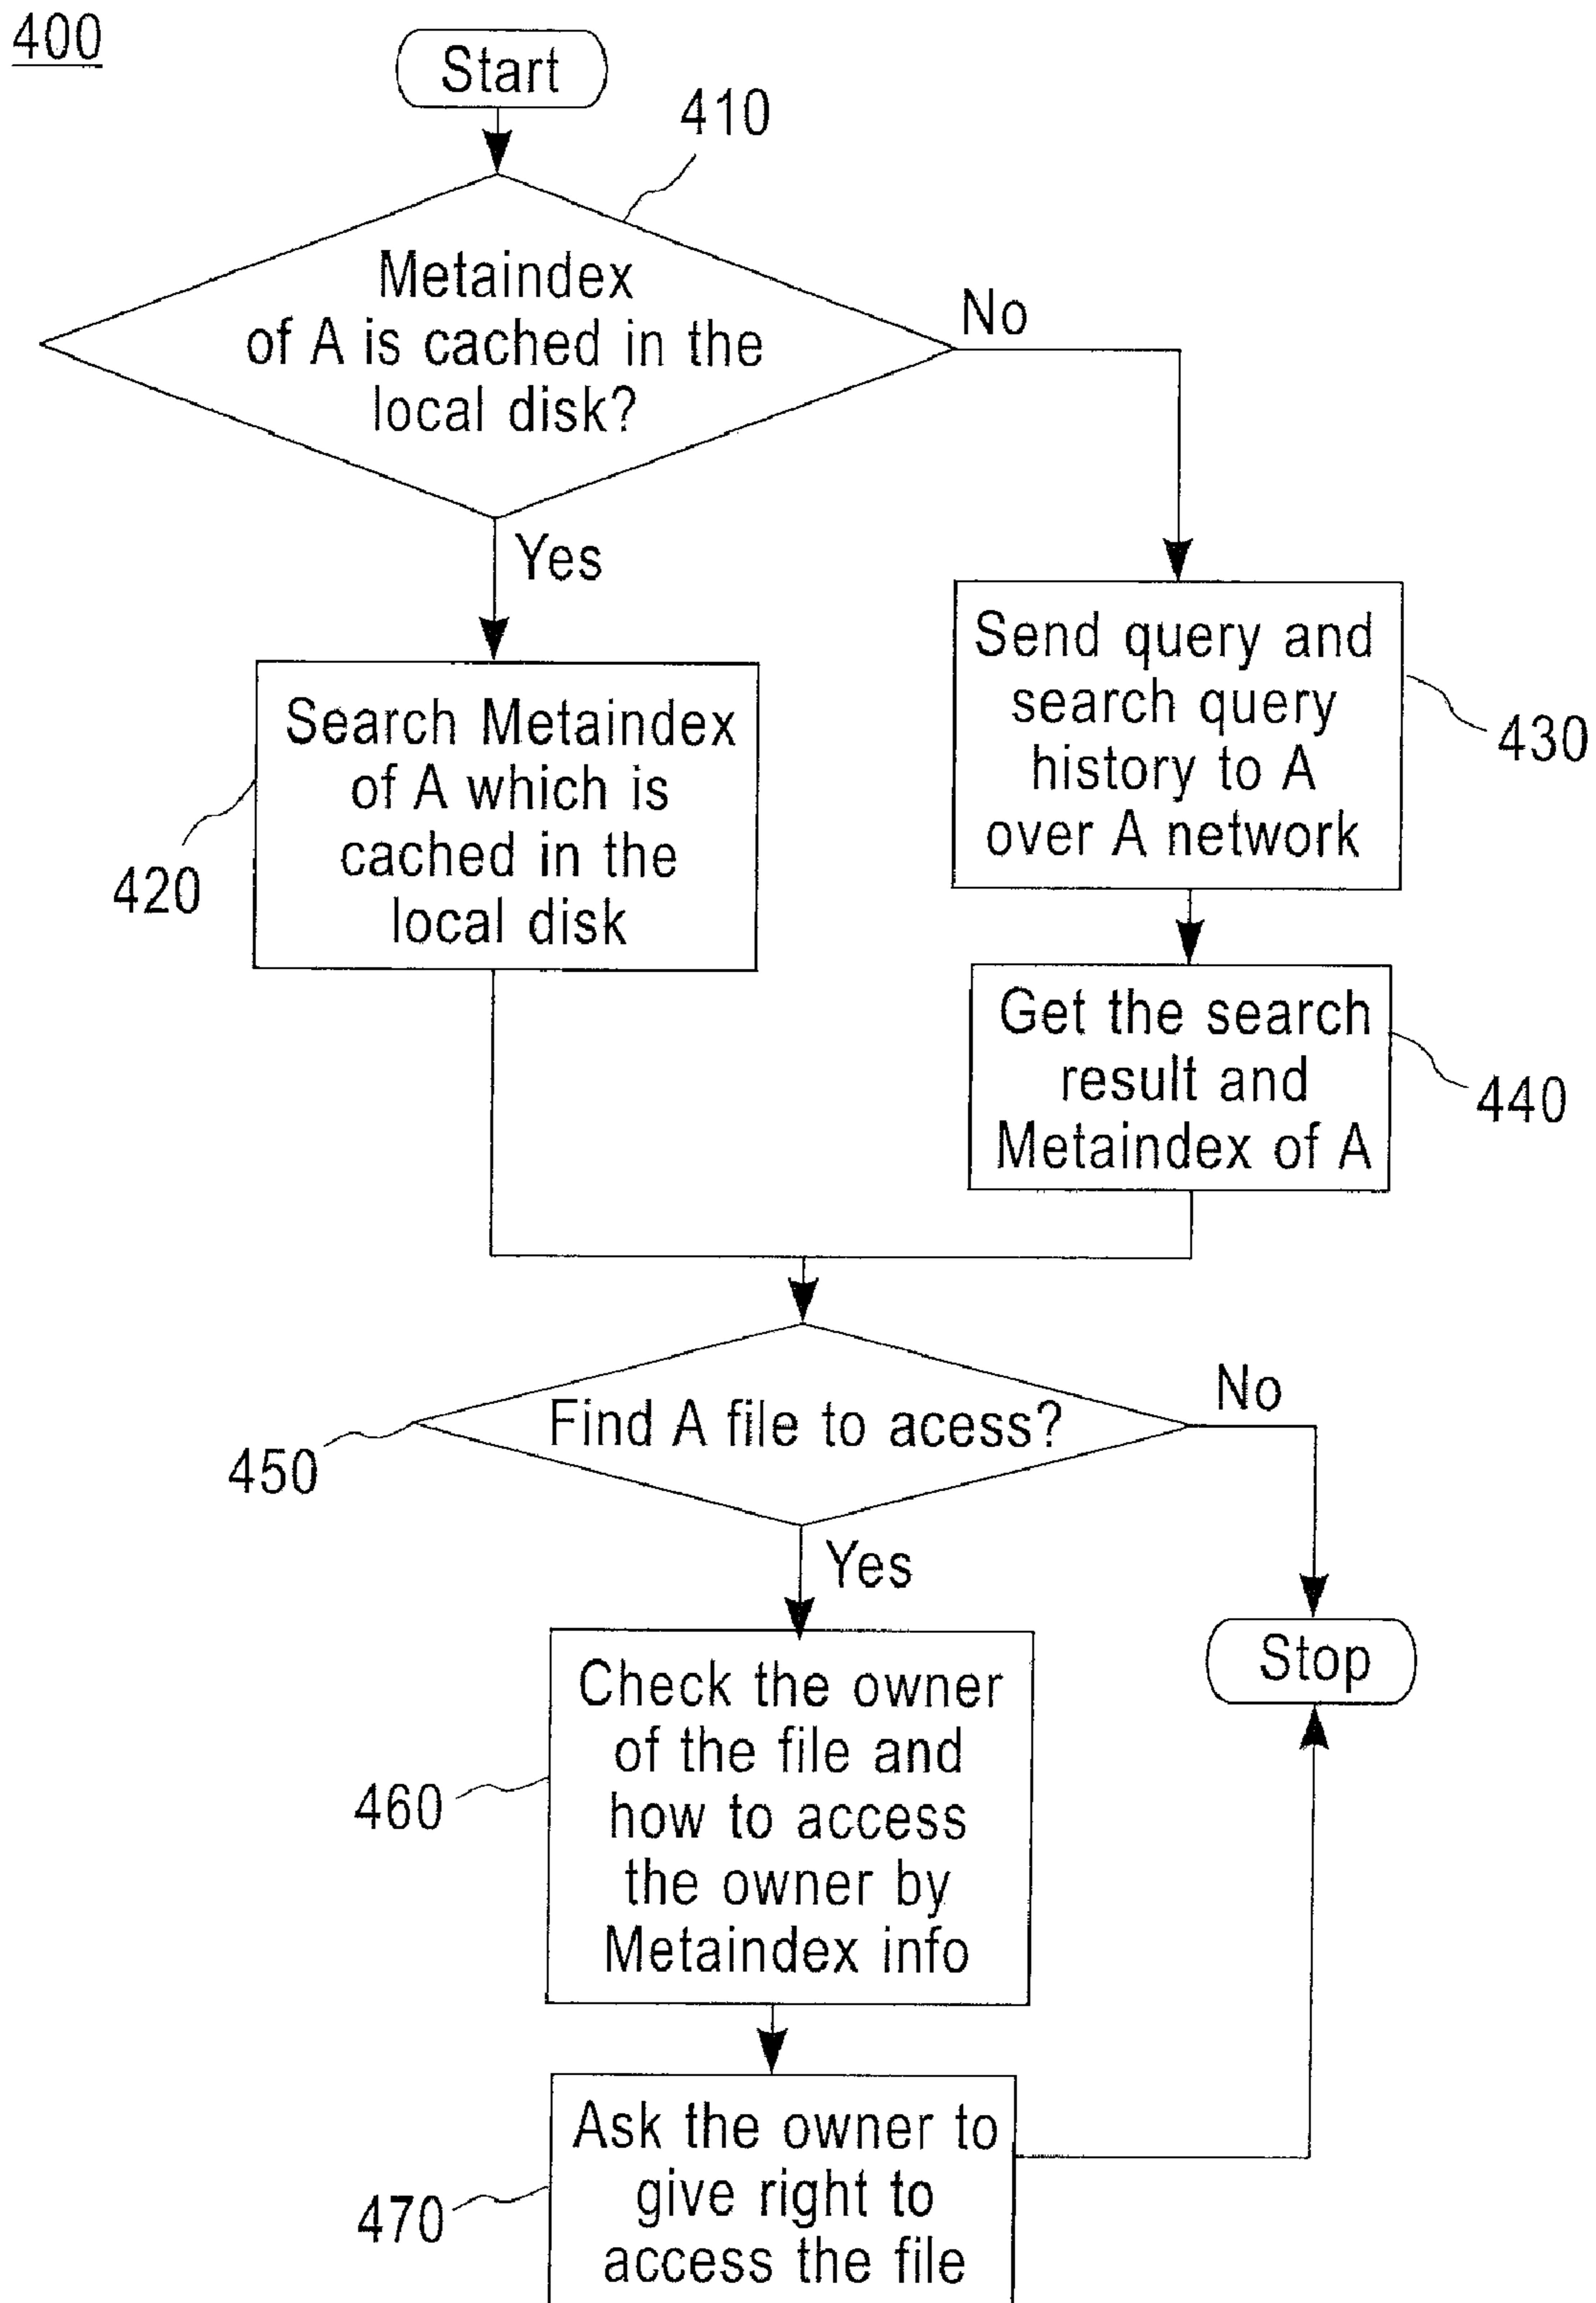 400
Start
410
Metaindex
of A is cached in the
local disk?
No
Yes
Send query and
search query
history to A
over A network
430
Search Metaindex
of A which is
cached in the
local disk
420
Get the search
result and
Metaindex of A
440
Find A file to acess?
No
450
Yes
Stop
Check the owner
of the file and
how to access
the owner by
Metaindex info
460
Ask the owner to
give right to
access the file
470